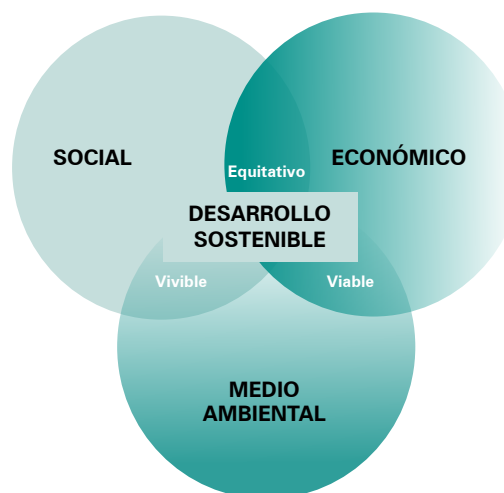 SOCIAL
ECONÓMICO
Equitativo
DESARROLLO
SOSTENIBLE
Vivible
Viable
MEDIO
AMBIENTAL